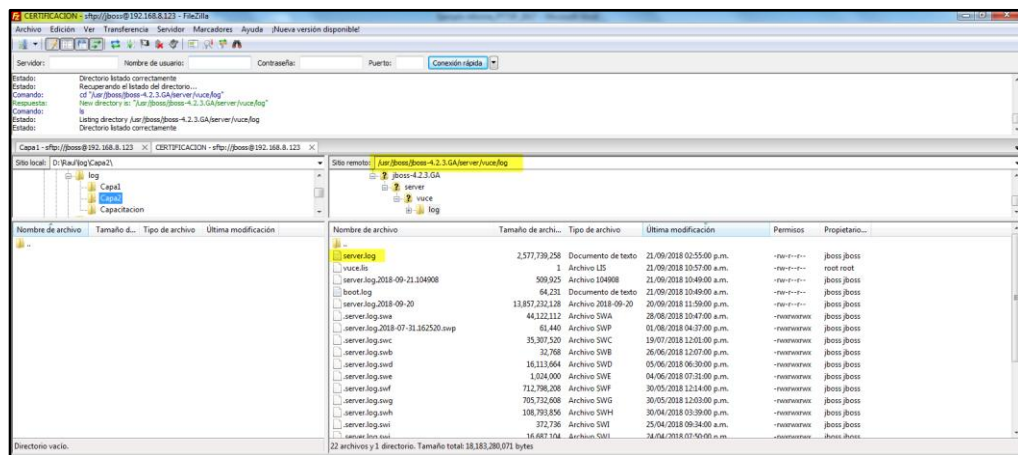 CERTIFICACION - sftp://jboss@192.168.8.123 - FileZilla
Archivo Edición Ver Transferencia Servidor Marcadores Ayuda ¡Nueva versión disponible!
Servidor: Nombre de usuario: Contraseña: Puerto: Conexión rápida
Estado: Directorio listado correctamente
Estado: Recuperando el listado del directorio...
Comando: cd "/usr/jboss/jboss-4.2.3.GA/server/vuce/log"
Respuesta: New directory is: "/usr/jboss/jboss-4.2.3.GA/server/vuce/log"
Comando: ls
Estado: Listing directory /usr/jboss/jboss-4.2.3.GA/server/vuce/log
Estado: Directorio listado correctamente
Capa1 - sftp://jboss@192.168.8.123 CERTIFICACION - sftp://jboss@192.168.8.123
Sitio local: D:\Raul\log\Capa2\ Sitio remoto: /usr/jboss/jboss-4.2.3.GA/server/vuce/log
log jboss-4.2.3.GA
Capa1 server
Capa2 vuce
Capacitacion log
Nombre de archivo Tamaño d... Tipo de archivo Última modificación Nombre de archivo Tamaño de archi... Tipo de archivo Última modificación Permisos Propietario...
.. ..
server.log 2,577,739,258 Documento de texto 21/09/2018 02:55:00 p.m. -rw-r--r-- jboss jboss
vuce.lis 1 Archivo LIS 21/09/2018 10:57:00 a.m. -rw-r--r-- root root
server.log.2018-09-21.104908 509,925 Archivo 104908 21/09/2018 10:49:00 a.m. -rw-r--r-- jboss jboss
boot.log 64,231 Documento de texto 21/09/2018 10:49:00 a.m. -rw-r--r-- jboss jboss
server.log.2018-09-20 13,857,232,128 Archivo 2018-09-20 20/09/2018 11:59:00 p.m. -rw-r--r-- jboss jboss
.server.log.swa 44,122,112 Archivo SWA 28/08/2018 10:47:00 a.m. -rwxrwxrwx jboss jboss
.server.log.2018-07-31.162520.swp 61,440 Archivo SWP 01/08/2018 04:37:00 p.m. -rwxrwxrwx jboss jboss
.server.log.swc 35,307,520 Archivo SWC 19/07/2018 12:01:00 p.m. -rwxrwxrwx jboss jboss
.server.log.swb 32,768 Archivo SWB 26/06/2018 12:07:00 p.m. -rwxrwxrwx jboss jboss
.server.log.swd 16,113,664 Archivo SWD 05/06/2018 06:30:00 p.m. -rwxrwxrwx jboss jboss
.server.log.swe 1,024,000 Archivo SWE 04/06/2018 07:31:00 p.m. -rwxrwxrwx jboss jboss
.server.log.swf 712,798,208 Archivo SWF 30/05/2018 12:14:00 p.m. -rwxrwxrwx jboss jboss
.server.log.swg 705,732,608 Archivo SWG 30/05/2018 12:03:00 p.m. -rwxrwxrwx jboss jboss
.server.log.swh 108,793,856 Archivo SWH 30/04/2018 03:39:00 p.m. -rwxrwxrwx jboss jboss
.server.log.swi 372,736 Archivo SWI 25/04/2018 09:34:00 a.m. -rwxrwxrwx jboss jboss
16,687,104 24/04/2018 07:50:00 p.m. -rwxrwxrwx jboss jboss
Directorio vacío. 22 archivos y 1 directorio. Tamaño total: 18,183,280,071 bytes